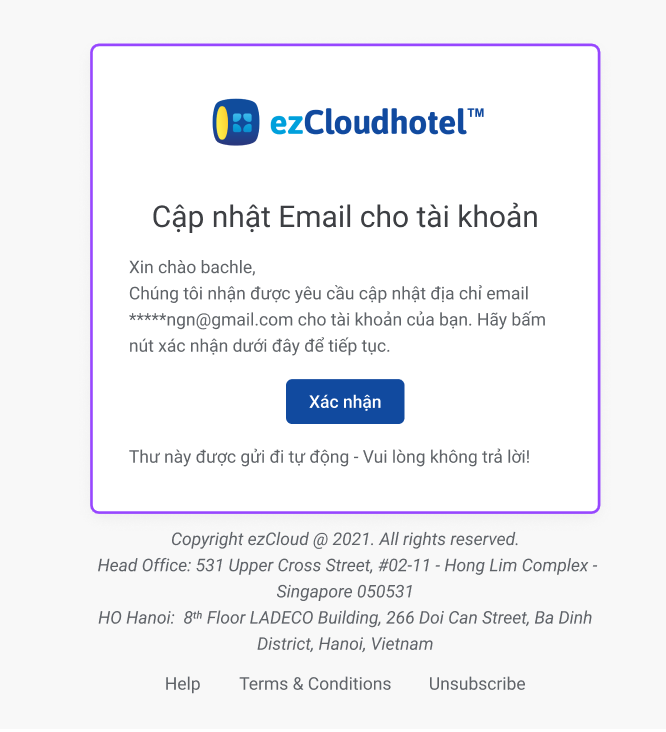 ezCloudhotel™
Cập nhật Email cho tài khoản
Xin chào bachle,
Chúng tôi nhận được yêu cầu cập nhật địa chỉ email
*****ngn@gmail.com cho tài khoản của bạn. Hãy bấm
nút xác nhận dưới đây để tiếp tục.
Xác nhận
Thư này được gửi đi tự động - Vui lòng không trả lời!
Copyright ezCloud @ 2021. All rights reserved.
Head Office: 531 Upper Cross Street, #02-11 - Hong Lim Complex -
Singapore 050531
HO Hanoi:  8ᵗʰ Floor LADECO Building, 266 Doi Can Street, Ba Dinh
District, Hanoi, Vietnam
Help Terms & Conditions Unsubscribe